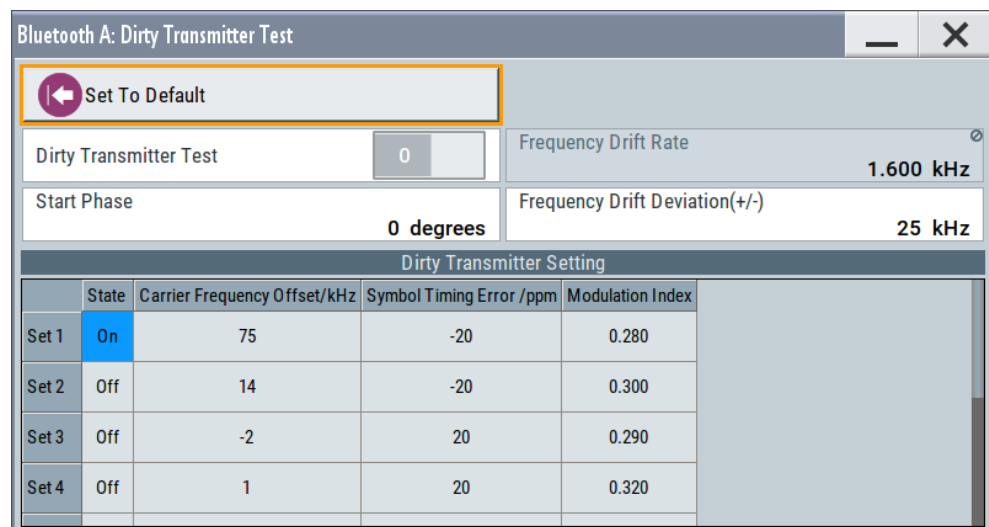 Bluetooth A: Dirty Transmitter Test
Set To Default
Dirty Transmitter Test 0
Frequency Drift Rate
1.600 kHz
Start Phase
0 degrees
Frequency Drift Deviation(+/-)
25 kHz
Dirty Transmitter Setting
State Carrier Frequency Offset/kHz Symbol Timing Error /ppm Modulation Index
Set 1 On 75 -20 0.280
Set 2 Off 14 -20 0.300
Set 3 Off -2 20 0.290
Set 4 Off 1 20 0.320